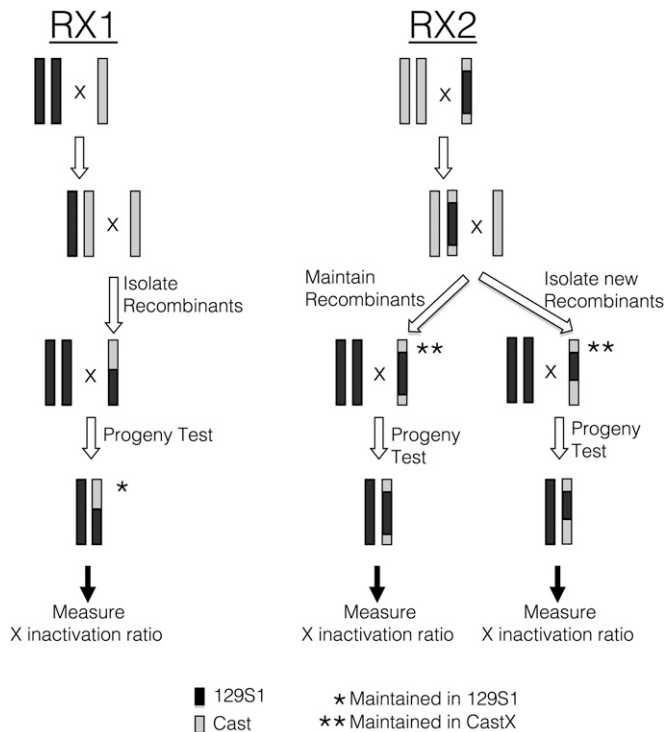 RX1
X
X
Isolate
Recombinants
X
Progeny Test
*
Measure
X inactivation ratio
RX2
X
X
Maintain
Recombinants
Isolate new
Recombinants
X
**
X
**
Progeny
Test
Progeny
Test
Measure
X inactivation ratio
Measure
X inactivation ratio
129S1
Cast
* Maintained in 129S1
** Maintained in CastX